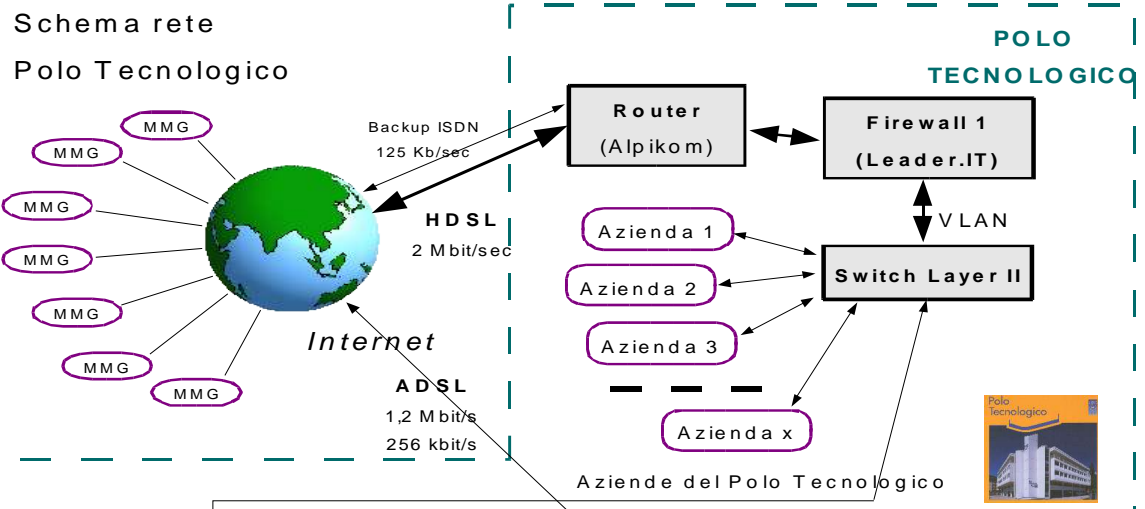 Schema rete
Polo Tecnologico
POLO
TECNOLOGICO
MMG
MMG
MMG
MMG
MMG
MMG
MMG
Backup ISDN
125 Kb/sec
HDSL
2 Mbit/sec
Internet
ADSL
1,2 Mbit/s
256 kbit/s
Router
(Alpikom)
Firewall 1
(Leader.IT)
VLAN
Switch Layer II
Azienda 1
Azienda 2
Azienda 3
Azienda x
Aziende del Polo Tecnologico
Polo
Tecnologico